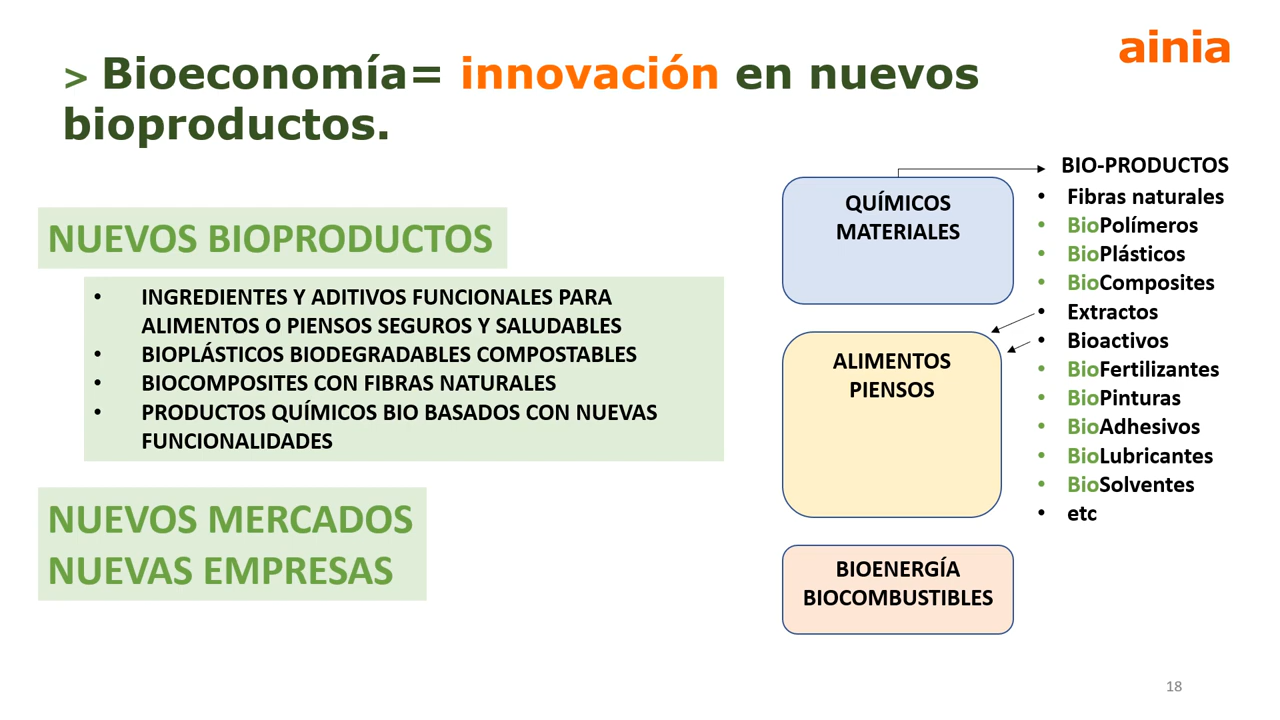 ainia
> Bioeconomía= innovación en nuevos
bioproductos.
NUEVOS BIOPRODUCTOS
• INGREDIENTES Y ADITIVOS FUNCIONALES PARA
ALIMENTOS O PIENSOS SEGUROS Y SALUDABLES
• BIOPLÁSTICOS BIODEGRADABLES COMPOSTABLES
• BIOCOMPOSITES CON FIBRAS NATURALES
• PRODUCTOS QUÍMICOS BIO BASADOS CON NUEVAS
FUNCIONALIDADES
NUEVOS MERCADOS
NUEVAS EMPRESAS
QUÍMICOS
MATERIALES
ALIMENTOS
PIENSOS
BIOENERGÍA
BIOCOMBUSTIBLES
BIO-PRODUCTOS
• Fibras naturales
• BioPolímeros
• BioPlásticos
• BioComposites
• Extractos
• Bioactivos
• BioFertilizantes
• BioPinturas
• BioAdhesivos
• BioLubricantes
• BioSolventes
• etc
18